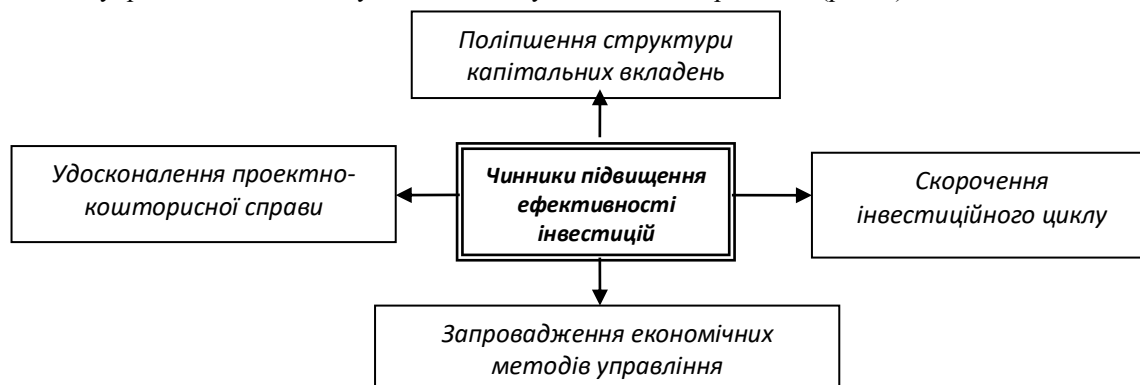 Поліпшення структури
капітальних вкладень
Удосконалення проектно-
кошторисної справи
Чинники підвищення
ефективності
інвестицій
Скорочення
інвестиційного циклу
Запровадження економічних
методів управління